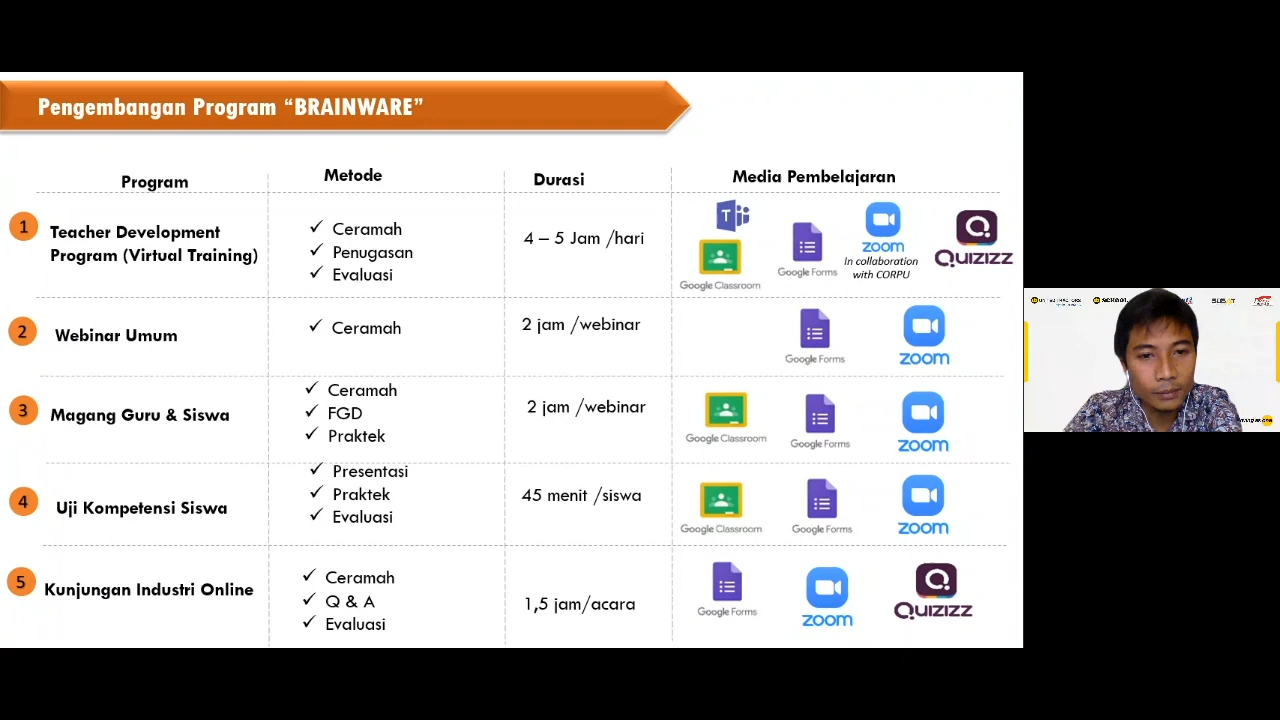 Pengembangan Program “BRAINWARE”
Program
Metode
Durasi
Media Pembelajaran
1
Teacher Development
Program (Virtual Training)
✓ Ceramah
✓ Penugasan
✓ Evaluasi
4 – 5 Jam /hari
Google Classroom
Google Forms
zoom
In collaboration
with CORPU
Quizizz
2
Webinar Umum
✓ Ceramah
2 jam /webinar
Google Forms
zoom
3
Magang Guru & Siswa
✓ Ceramah
✓ FGD
✓ Praktek
2 jam /webinar
Google Classroom
Google Forms
zoom
4
Uji Kompetensi Siswa
✓ Presentasi
✓ Praktek
✓ Evaluasi
45 menit /siswa
Google Classroom
Google Forms
zoom
5
Kunjungan Industri Online
✓ Ceramah
✓ Q & A
✓ Evaluasi
1,5 jam/acara
Google Forms
zoom
Quizizz
UNITED TRACTORS
SCHOOL